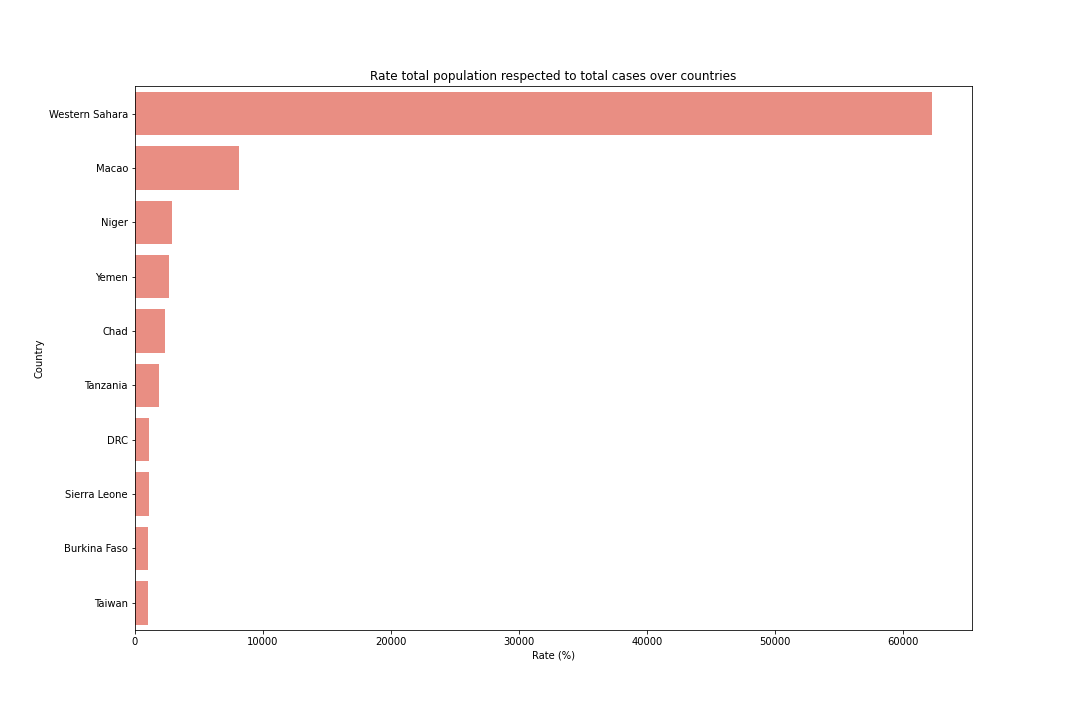 Rate total population respected to total cases over countries
Western Sahara
Macao
Niger
Yemen
Chad
Tanzania
DRC
Sierra Leone
Burkina Faso
Taiwan
Country
0 10000 20000 30000 40000 50000 60000
Rate (%)